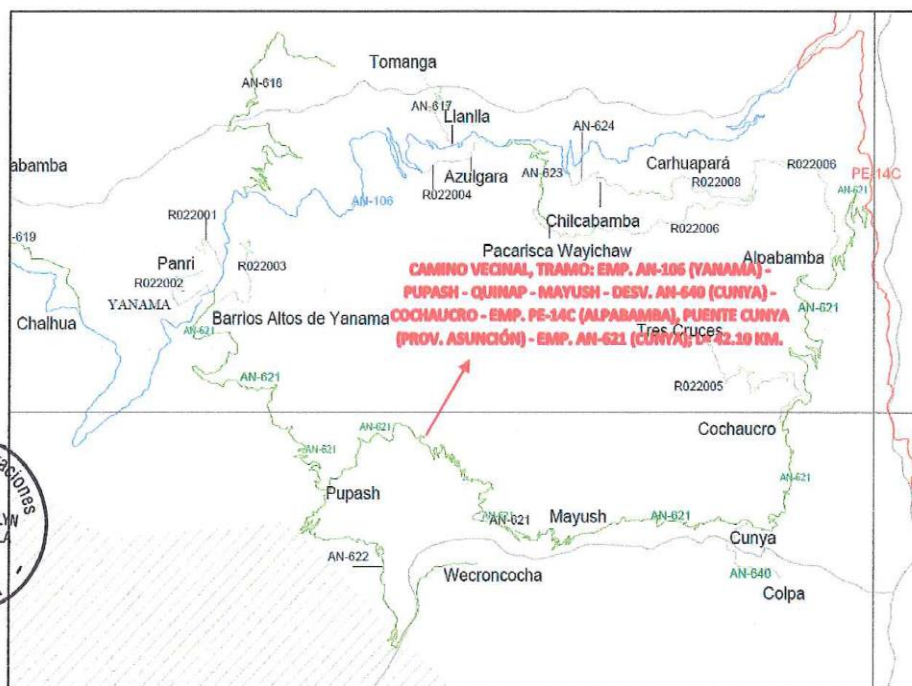 AN-616
Tomanga
AN-617
Llanlla
AN-624
abamba
Azulgara
AN-623
Carhuapará
R022006
PE-14C
R022004
R022008
AN-621
AN-106
Chilcabamba
R022001
R022006
-619
Pacarisca Wayichaw
Alpabamba
Panri
R022003
CAMINO VECINAL, TRAMO: EMP. AN-106 (YANAMA) -
R022002
PUPASH - QUINAP - MAYUSH - DESV. AN-640 (CUNYA) -
YANAMA
COCHAUCRO - EMP. PE-14C (ALPABAMBA), PUENTE CUNYA
AN-621
Chalhua
Barrios Altos de Yanama
Tres Cruces
AN-621
(PROV. ASUNCIÓN) - EMP. AN-621 (CUNYA); D= 42.10 KM.
AN-621
R022005
AN-621
Cochaucro
AN-621
AN-621
Pupash
AN-621
AN-621
Mayush
AN-621
Cunya
AN-622
Wecroncocha
AN-640
Colpa
raciones
LYN
LA